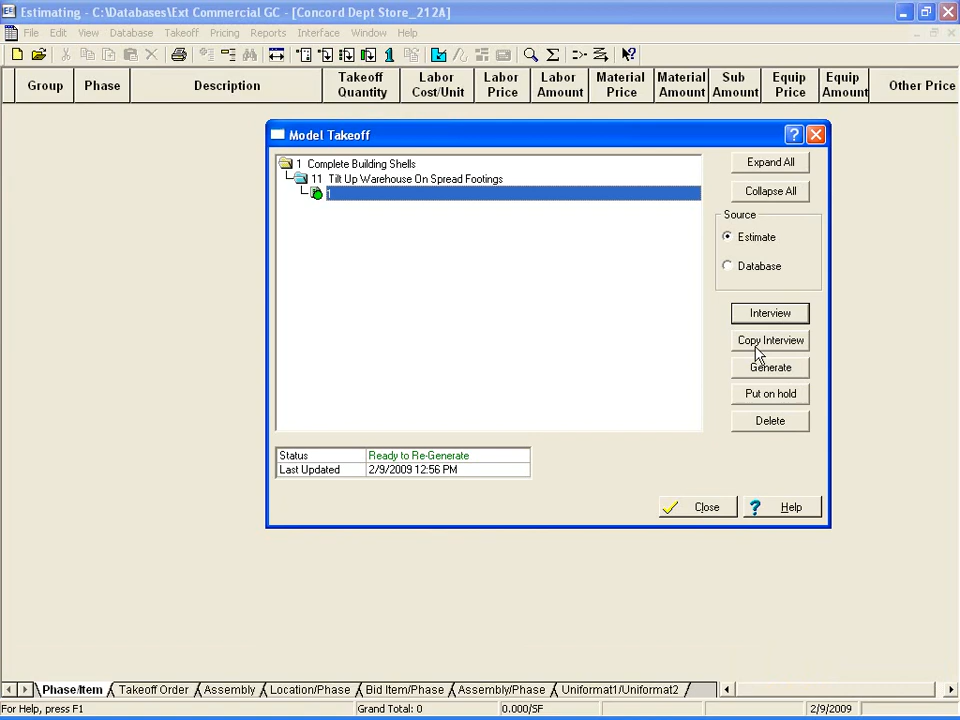 Estimating - C:\Databases\Ext Commercial GC - [Concord Dept Store_212A]
File Edit View Database Takeoff Pricing Reports Interface Window Help
Group Phase Description Takeoff Quantity Labor Cost/Unit Labor Price Labor Amount Material Price Material Amount Sub Amount Equip Price Equip Amount Other Price
Model Takeoff
1 Complete Building Shells
11 Tilt Up Warehouse On Spread Footings
1
Expand All
Collapse All
Source
Estimate
Database
Interview
Copy Interview
Generate
Put on hold
Delete
Status Ready to Re-Generate
Last Updated 2/9/2009 12:56 PM
Close Help
Phase/Item Takeoff Order Assembly Location/Phase Bid Item/Phase Assembly/Phase Uniformat1/Uniformat2
For Help, press F1 Grand Total: 0 0.000/SF 2/9/2009